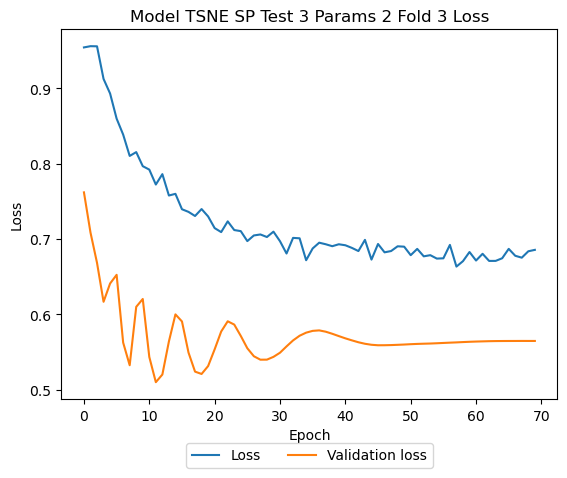 Model TSNE SP Test 3 Params 2 Fold 3 Loss
0.9
0.8
0.7
0.6
0.5
Loss
0 10 20 30 40 50 60 70
Epoch
Loss Validation loss